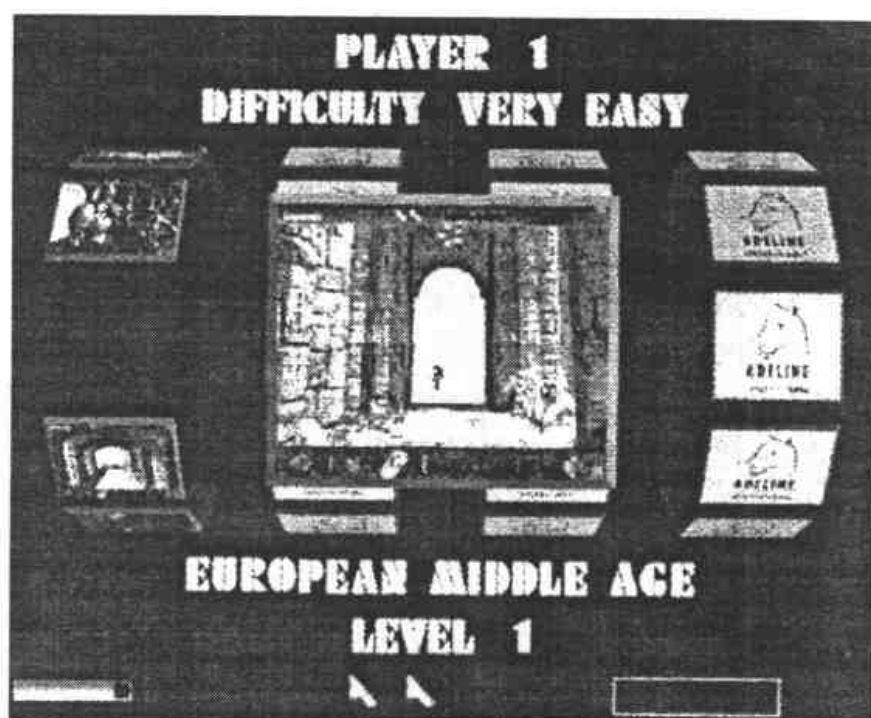 PLAYER 1
DIFFICULTY VERY EASY
ADELINE
ADELINE
ADELINE
EUROPEAN MIDDLE AGE
LEVEL 1